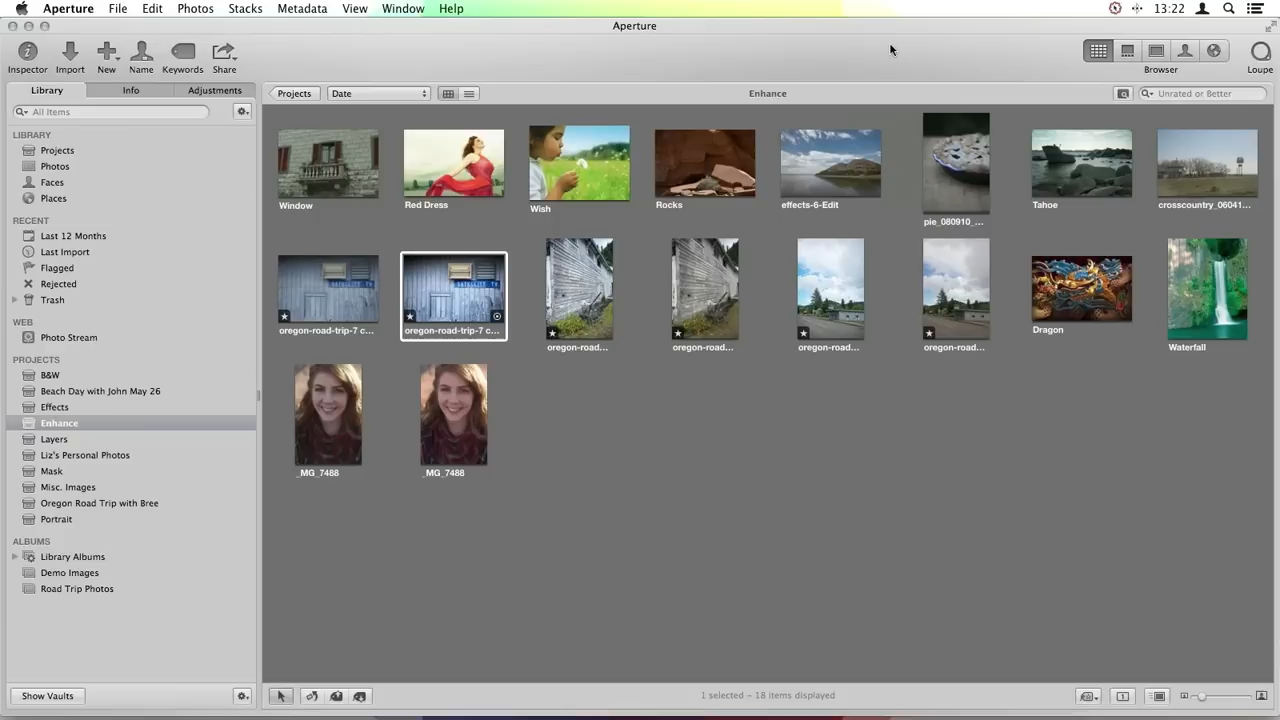 Aperture File Edit Photos Stacks Metadata View Window Help 13:22
Aperture
Inspector Import New Name Keywords Share Browser Loupe
Library Info Adjustments Projects Date Enhance Unrated or Better
All Items
LIBRARY
Projects
Photos
Faces
Places
RECENT
Last 12 Months
Last Import
Flagged
Rejected
Trash
WEB
Photo Stream
PROJECTS
B&W
Beach Day with John May 26
Effects
Enhance
Layers
Liz's Personal Photos
Mask
Misc. Images
Oregon Road Trip with Bree
Portrait
ALBUMS
Library Albums
Demo Images
Road Trip Photos
Show Vaults
Window Red Dress Wish Rocks effects-6-Edit pie_080910_... Tahoe crosscountry_06041...
SATELLITE TV SATELLITE TV
oregon-road-trip-7 c... oregon-road-trip-7 c... oregon-road... oregon-road... oregon-road... oregon-road... Dragon Waterfall
_MG_7488 _MG_7488
1 selected – 18 items displayed